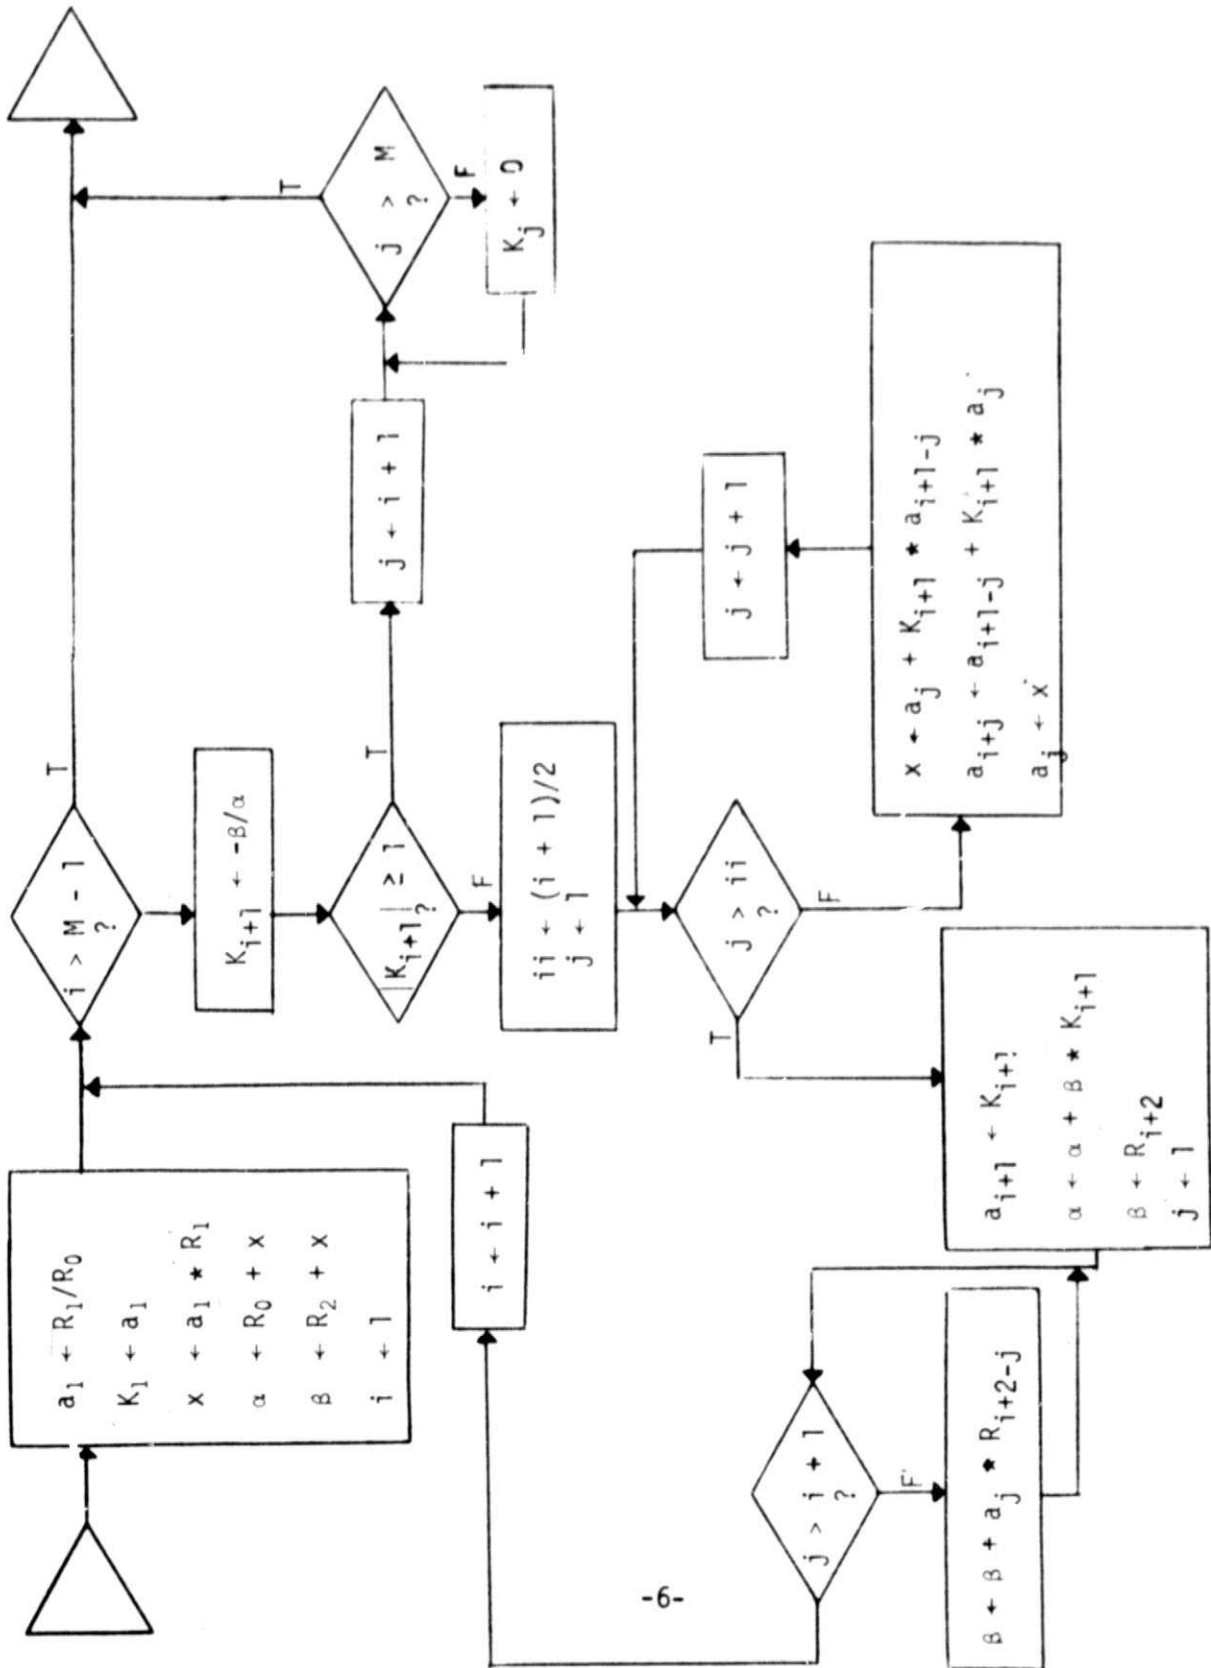 a₁ ← R₁/R₀
K₁ ← a₁
x ← a₁ * R₁
α ← R₀ + x
β ← R₂ + x
i ← 1
i > M - 1
?
T
K_{i+1} ← -β/α
|K_{i+1}| ≥ 1
?
T
F
j ← i + 1
j > M
?
T
F
K_j ← 0
ii ← (i + 1)/2
j ← 1
j > ii
?
T
F
x ← a_j + K_{i+1} * a_{i+1-j}
a_{i+j} ← a_{i+1-j} + K_{i+1} * a_j
a_j ← x
j ← j + 1
a_{i+1} ← K_{i+1}
α ← α + β * K_{i+1}
β ← R_{i+2}
j ← 1
j > i + 1
?
F
β ← β + a_j * R_{i+2-j}
i ← i + 1
-6-